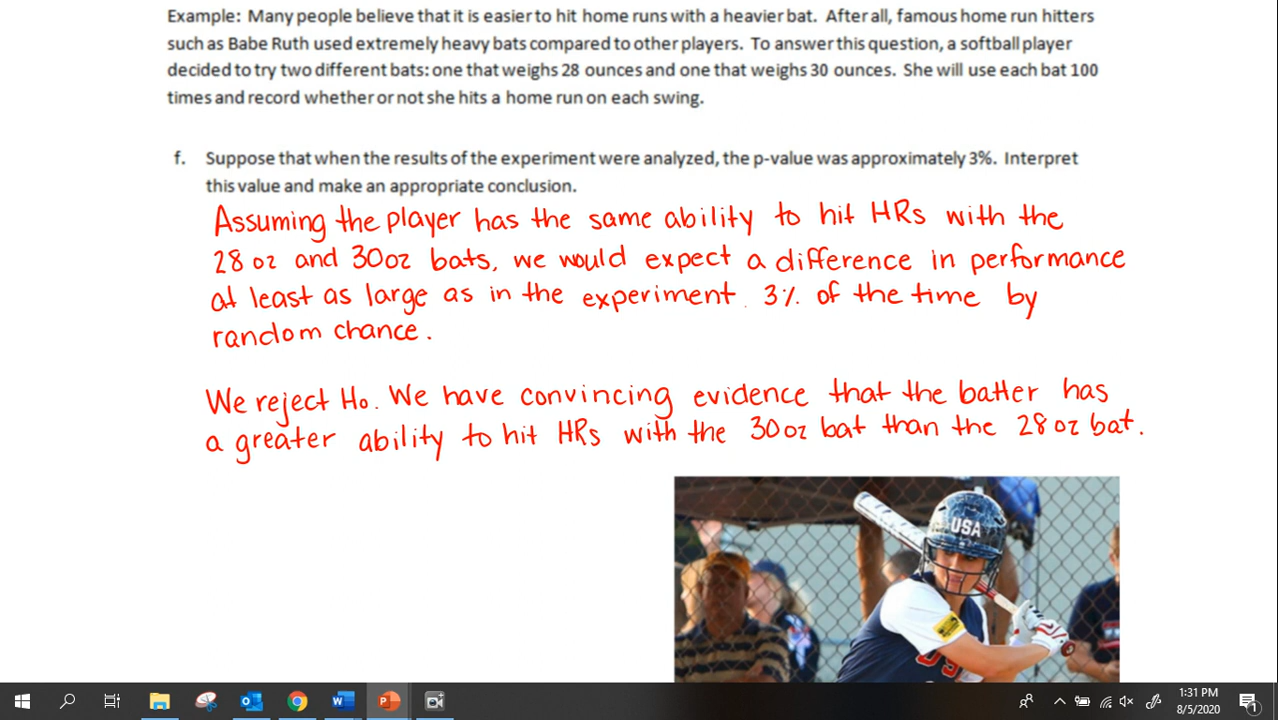 Example: Many people believe that it is easier to hit home runs with a heavier bat. After all, famous home run hitters
such as Babe Ruth used extremely heavy bats compared to other players. To answer this question, a softball player
decided to try two different bats: one that weighs 28 ounces and one that weighs 30 ounces. She will use each bat 100
times and record whether or not she hits a home run on each swing.
f. Suppose that when the results of the experiment were analyzed, the p-value was approximately 3%. Interpret
this value and make an appropriate conclusion.
Assuming the player has the same ability to hit HRs with the
28 oz and 30oz bats, we would expect a difference in performance
at least as large as in the experiment 3% of the time by
random chance.
We reject Ho. We have convincing evidence that the batter has
a greater ability to hit HRs with the 30oz bat than the 28oz bat.
USA
1:31 PM
8/5/2020
1